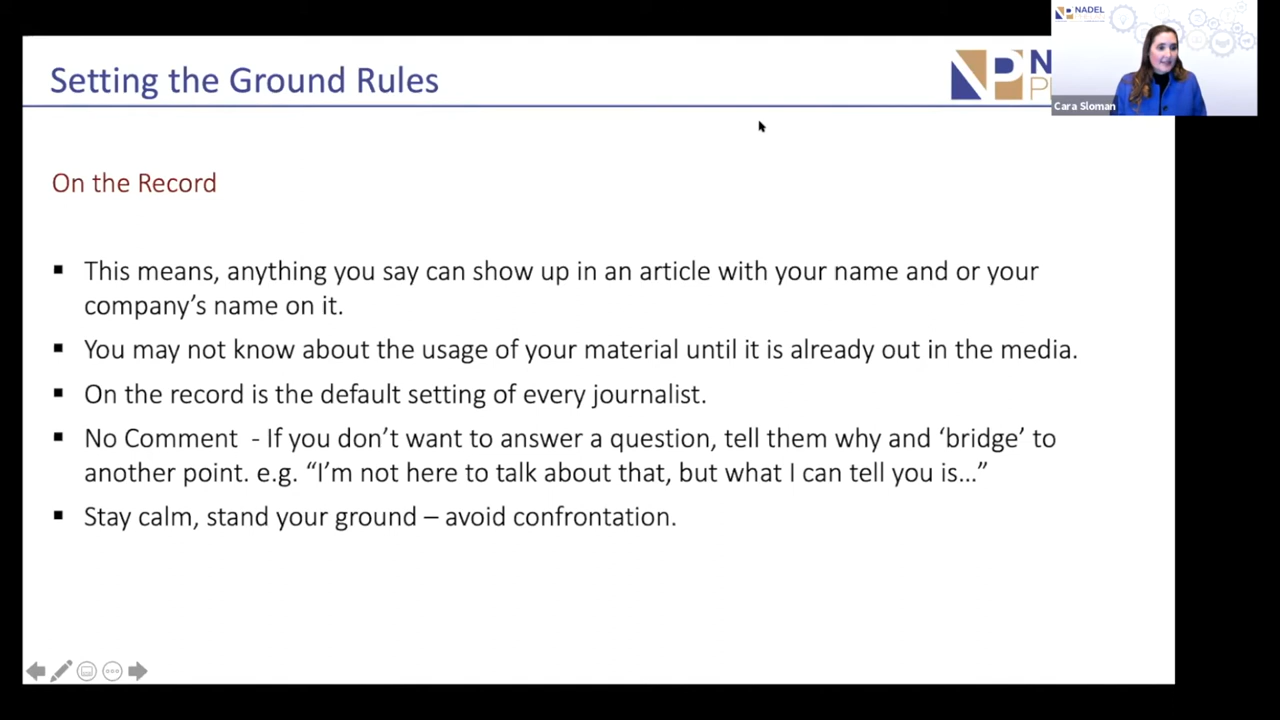 NADEL
Setting the Ground Rules
Cara Sloman
On the Record
▪ This means, anything you say can show up in an article with your name and or your
company’s name on it.
▪ You may not know about the usage of your material until it is already out in the media.
▪ On the record is the default setting of every journalist.
▪ No Comment - If you don’t want to answer a question, tell them why and ‘bridge’ to
another point. e.g. “I’m not here to talk about that, but what I can tell you is…”
▪ Stay calm, stand your ground – avoid confrontation.